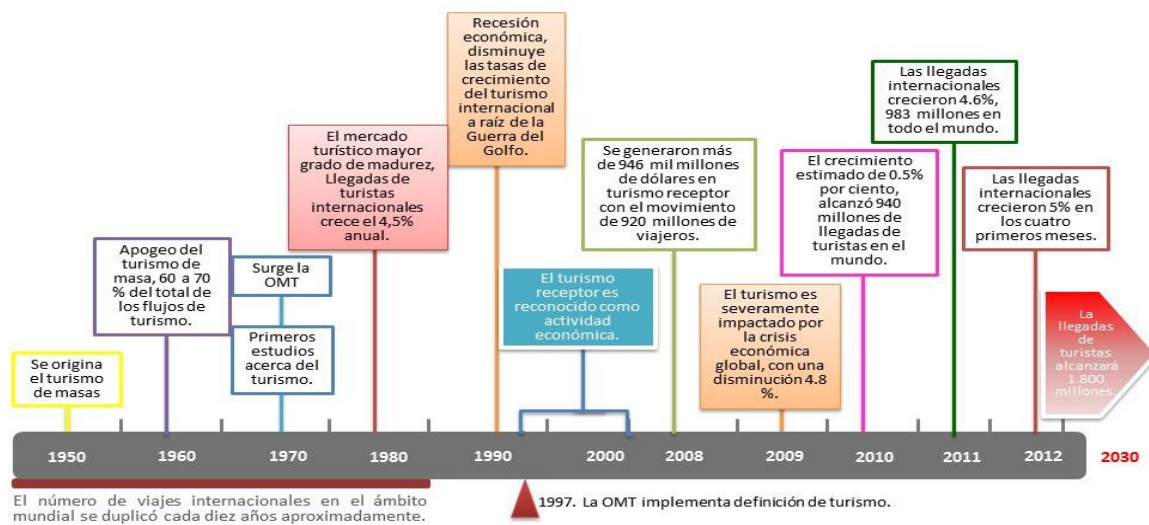 Se origina
el turismo
de masas
Apogeo del
turismo de
masa, 60 a 70
% del total de
los flujos de
turismo.
Surge la
OMT
Primeros
estudios
acerca del
turismo.
El mercado
turístico mayor
grado de madurez,
Llegadas de
turistas
internacionales
crece el 4,5% anual.
Recesión
económica,
disminuye
las tasas de
crecimiento
del turismo
internacional
a raíz de la
Guerra del
Golfo.
El turismo
receptor es
reconocido como
actividad
económica.
Se generaron más
de 946 mil millones
de dólares en
turismo receptor
con el movimiento
de 920 millones de
viajeros.
El turismo es
severamente
impactado por
la crisis
económica
global, con una
disminución 4.8
%.
El crecimiento
estimado de 0.5%
por ciento,
alcanzó 940
millones de
llegadas de
turistas en el
mundo.
Las llegadas
internacionales
crecieron 4.6%,
983 millones en
todo el mundo.
Las llegadas
internacionales
crecieron 5% en
los cuatro
primeros meses.
La
llegadas
de
turistas
alcanzará
1.800
millones.
1950 1960 1970 1980 1990 2000 2008 2009 2010 2011 2012 2030
El número de viajes internacionales en el ámbito
mundial se duplicó cada diez años aproximadamente.
1997. La OMT implementa definición de turismo.